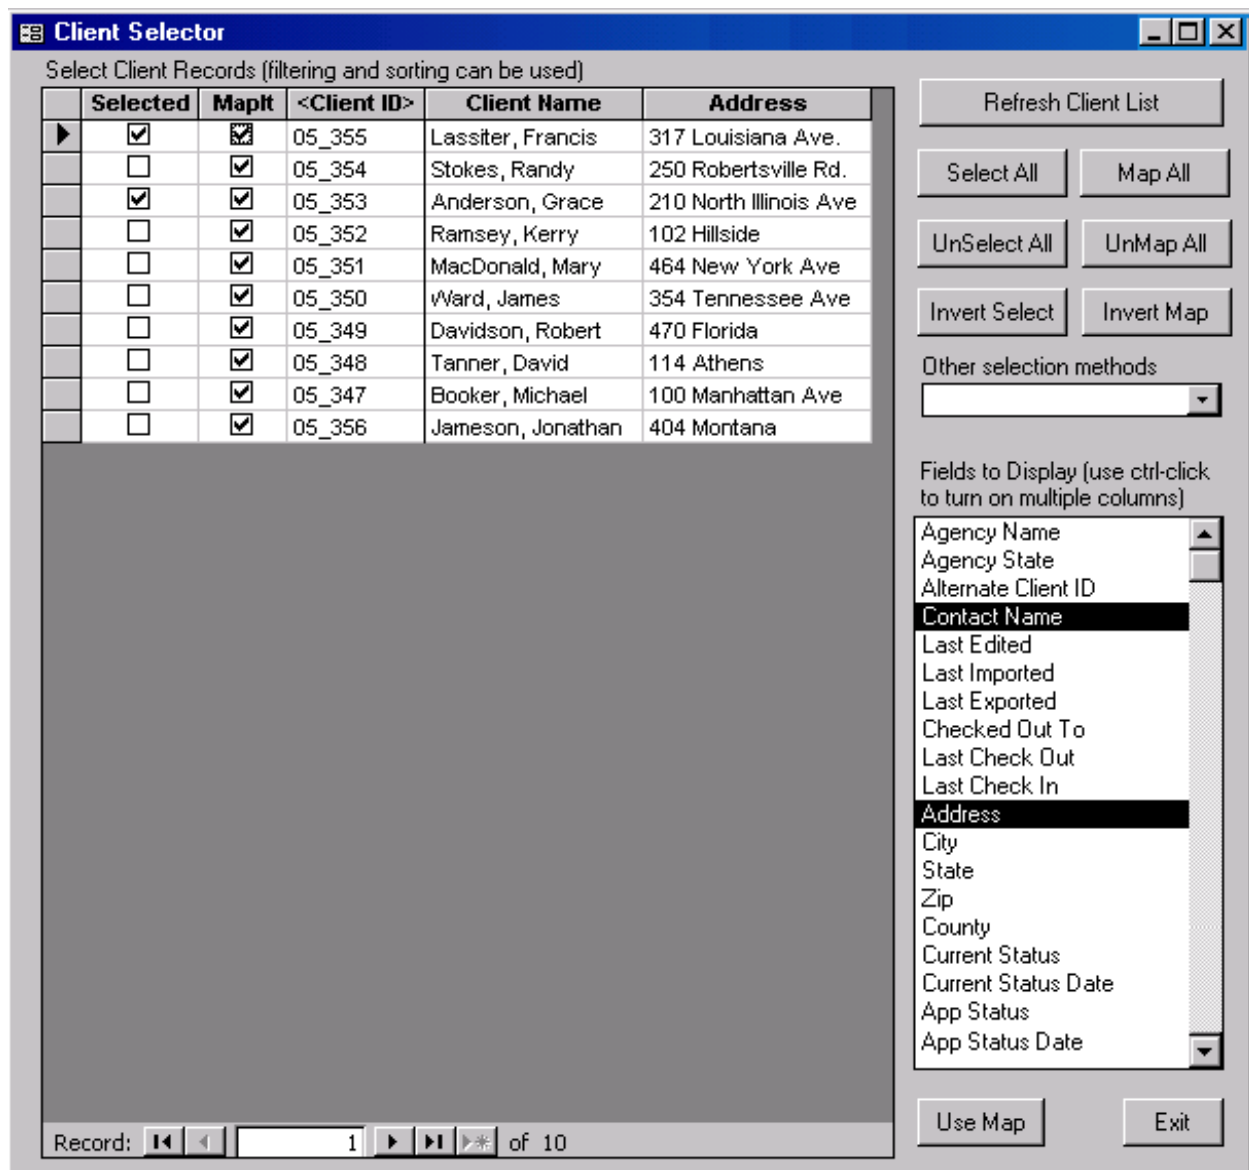 Client Selector
Select Client Records (filtering and sorting can be used)
Selected MapIt <Client ID> Client Name Address
05_355 Lassiter, Francis 317 Louisiana Ave.
05_354 Stokes, Randy 250 Robertsville Rd.
05_353 Anderson, Grace 210 North Illinois Ave
05_352 Ramsey, Kerry 102 Hillside
05_351 MacDonald, Mary 464 New York Ave
05_350 Ward, James 354 Tennessee Ave
05_349 Davidson, Robert 470 Florida
05_348 Tanner, David 114 Athens
05_347 Booker, Michael 100 Manhattan Ave
05_356 Jameson, Jonathan 404 Montana
Record: 1 of 10
Refresh Client List
Select All Map All
UnSelect All UnMap All
Invert Select Invert Map
Other selection methods
Fields to Display (use ctrl-click
to turn on multiple columns)
Agency Name
Agency State
Alternate Client ID
Contact Name
Last Edited
Last Imported
Last Exported
Checked Out To
Last Check Out
Last Check In
Address
City
State
Zip
County
Current Status
Current Status Date
App Status
App Status Date
Use Map Exit